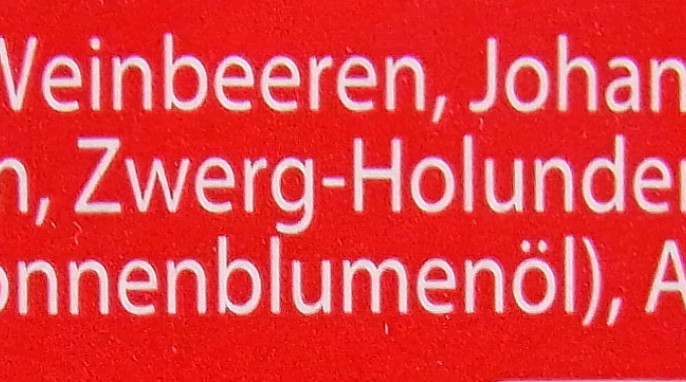 Weinbeeren, Johan
n, Zwerg-Holunder
onnenblumenöl), A